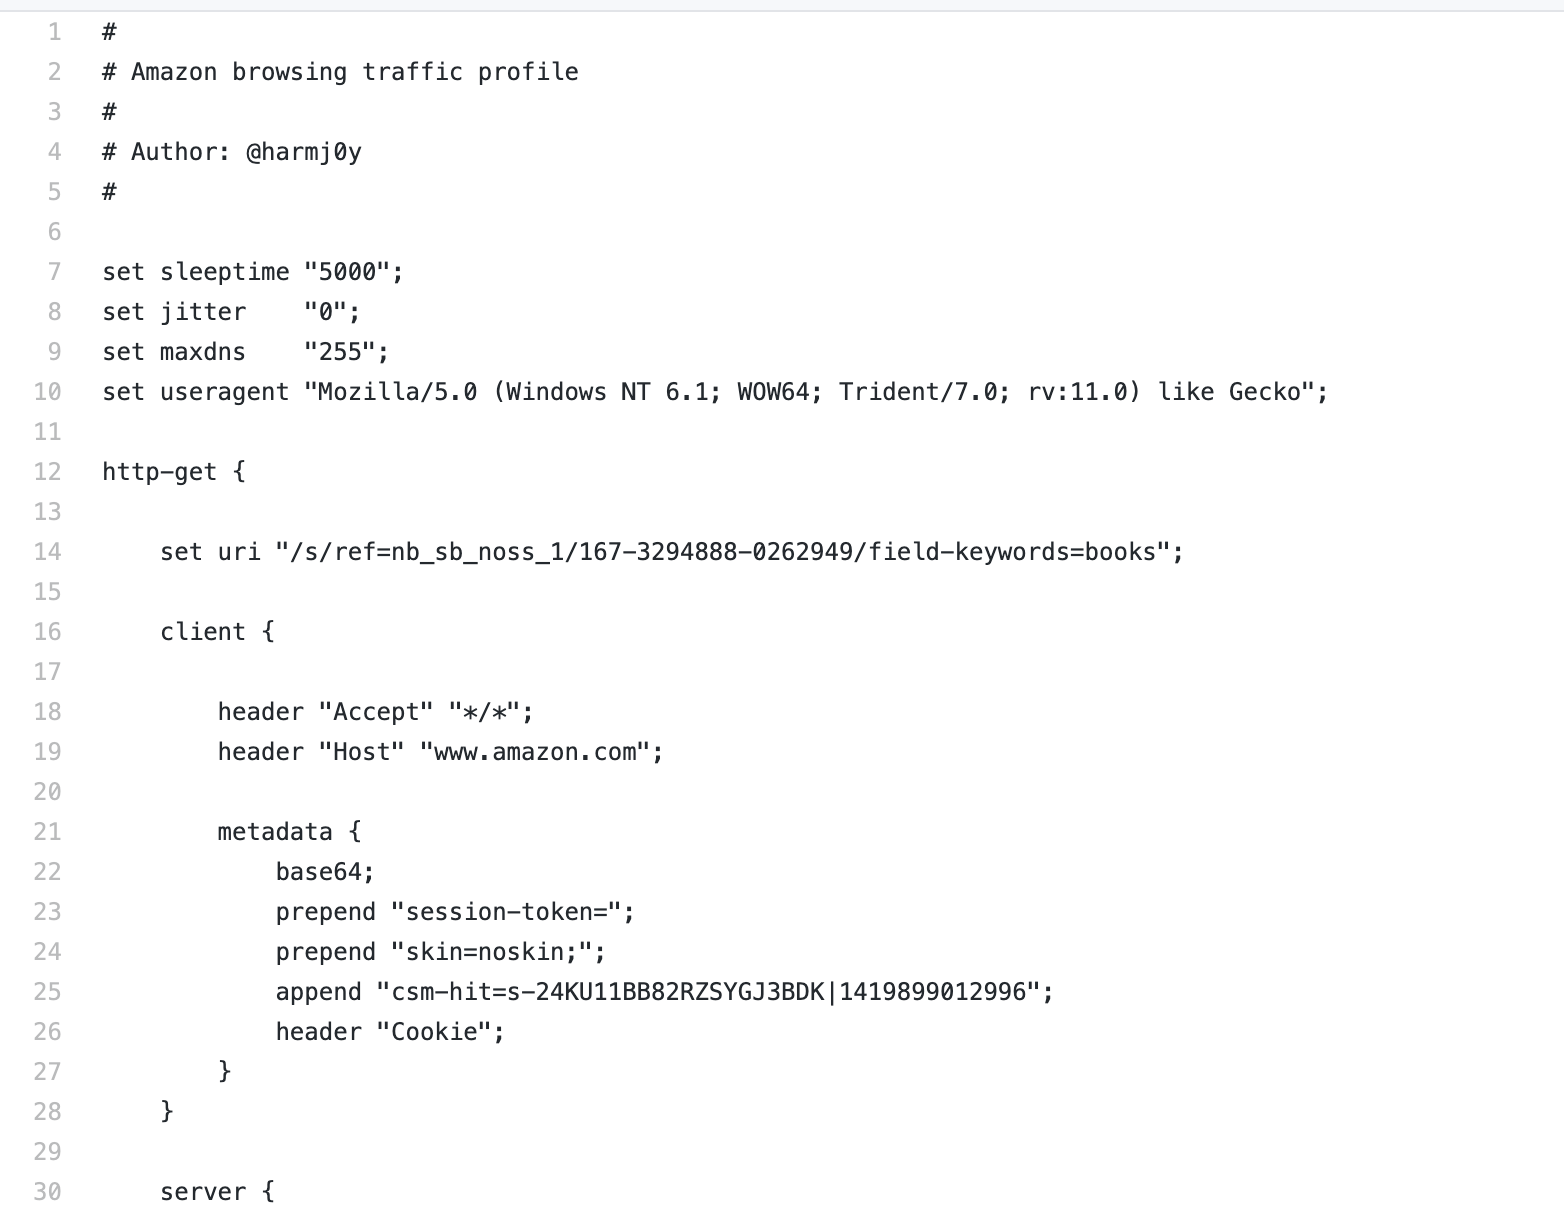 1 #
2 # Amazon browsing traffic profile
3 #
4 # Author: @harmj0y
5 #
6
7 set sleeptime "5000";
8 set jitter    "0";
9 set maxdns    "255";
10 set useragent "Mozilla/5.0 (Windows NT 6.1; WOW64; Trident/7.0; rv:11.0) like Gecko";
11
12 http-get {
13
14     set uri "/s/ref=nb_sb_noss_1/167-3294888-0262949/field-keywords=books";
15
16     client {
17
18         header "Accept" "*/*";
19         header "Host" "www.amazon.com";
20
21         metadata {
22             base64;
23             prepend "session-token=";
24             prepend "skin=noskin;";
25             append "csm-hit=s-24KU11BB82RZSYGJ3BDK|1419899012996";
26             header "Cookie";
27         }
28     }
29
30     server {